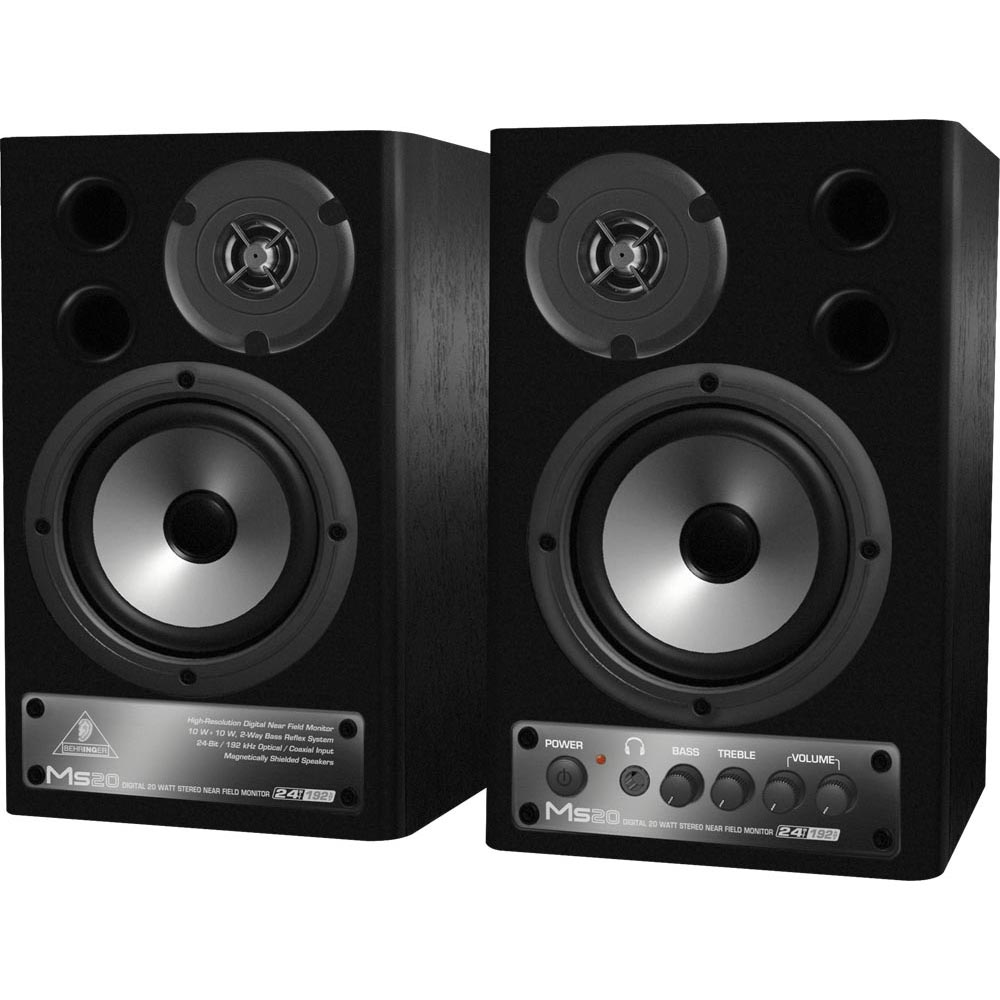 High-Resolution Digital Near Field Monitor
10 W + 10 W, 2-Way Bass Reflex System
24-Bit / 192 kHz Optical / Coaxial Input
Magnetically Shielded Speakers
BEHRINGER
MS20 DIGITAL 20 WATT STEREO NEAR FIELD MONITOR 24 192
POWER BASS TREBLE VOLUME
MS20 DIGITAL 20 WATT STEREO NEAR FIELD MONITOR 24 192